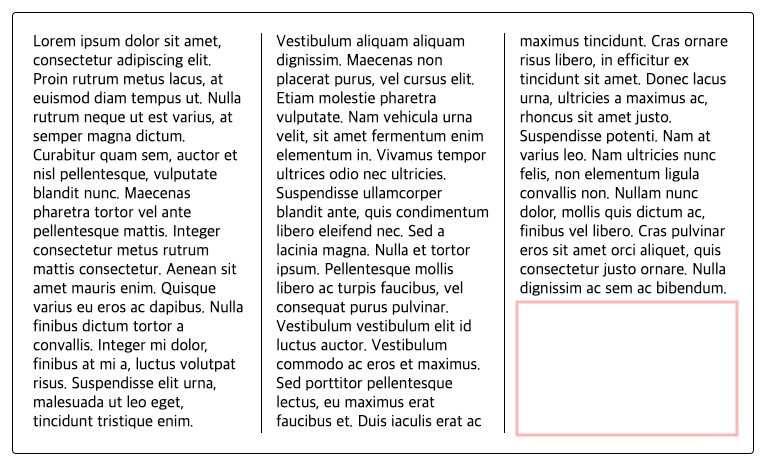 Lorem ipsum dolor sit amet,
consectetur adipiscing elit.
Proin rutrum metus lacus, at
euismod diam tempus ut. Nulla
rutrum neque ut est varius, at
semper magna dictum.
Curabitur quam sem, auctor et
nisl pellentesque, vulputate
blandit nunc. Maecenas
pharetra tortor vel ante
pellentesque mattis. Integer
consectetur metus rutrum
mattis consectetur. Aenean sit
amet mauris enim. Quisque
varius eu eros ac dapibus. Nulla
finibus dictum tortor a
convallis. Integer mi dolor,
finibus at mi a, luctus volutpat
risus. Suspendisse elit urna,
malesuada ut leo eget,
tincidunt tristique enim.
Vestibulum aliquam aliquam
dignissim. Maecenas non
placerat purus, vel cursus elit.
Etiam molestie pharetra
vulputate. Nam vehicula urna
velit, sit amet fermentum enim
elementum in. Vivamus tempor
ultrices odio nec ultricies.
Suspendisse ullamcorper
blandit ante, quis condimentum
libero eleifend nec. Sed a
lacinia magna. Nulla et tortor
ipsum. Pellentesque mollis
libero ac turpis faucibus, vel
consequat purus pulvinar.
Vestibulum vestibulum elit id
luctus auctor. Vestibulum
commodo ac eros et maximus.
Sed porttitor pellentesque
lectus, eu maximus erat
faucibus et. Duis iaculis erat ac
maximus tincidunt. Cras ornare
risus libero, in efficitur ex
tincidunt sit amet. Donec lacus
urna, ultricies a maximus ac,
rhoncus sit amet justo.
Suspendisse potenti. Nam at
varius leo. Nam ultricies nunc
felis, non elementum ligula
convallis non. Nullam nunc
dolor, mollis quis dictum ac,
finibus vel libero. Cras pulvinar
eros sit amet orci aliquet, quis
consectetur justo ornare. Nulla
dignissim ac sem ac bibendum.